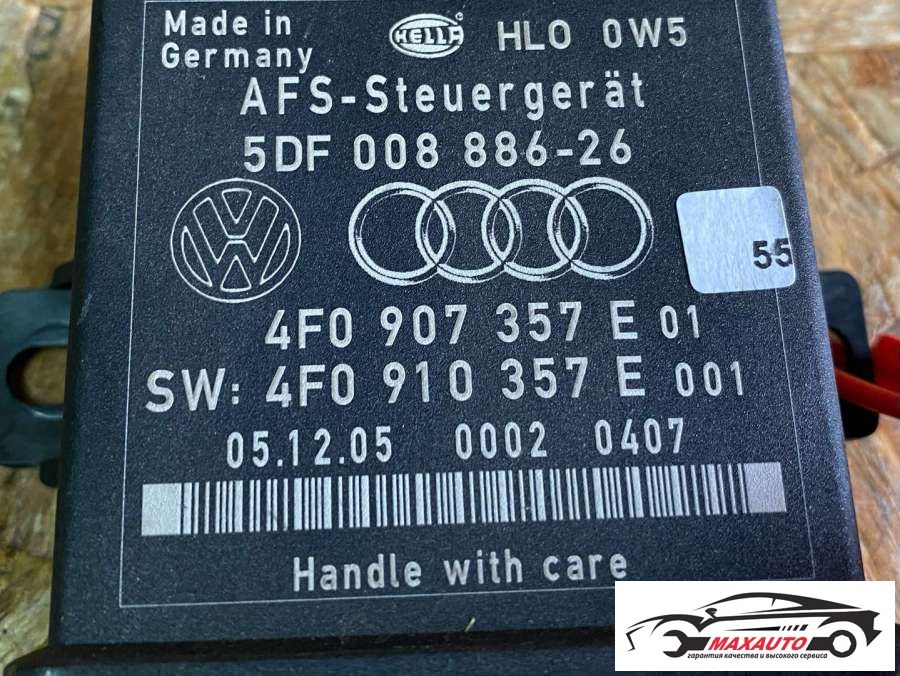 Made in
Germany
HELLA
HLO 0W5
AFS-Steuergerät
5DF 008 886-26
55
4F0 907 357 E 01
SW: 4F0 910 357 E 001
05.12.05 0002 0407
Handle with care
MAXAUTO
гарантия качества и высокого сервиса